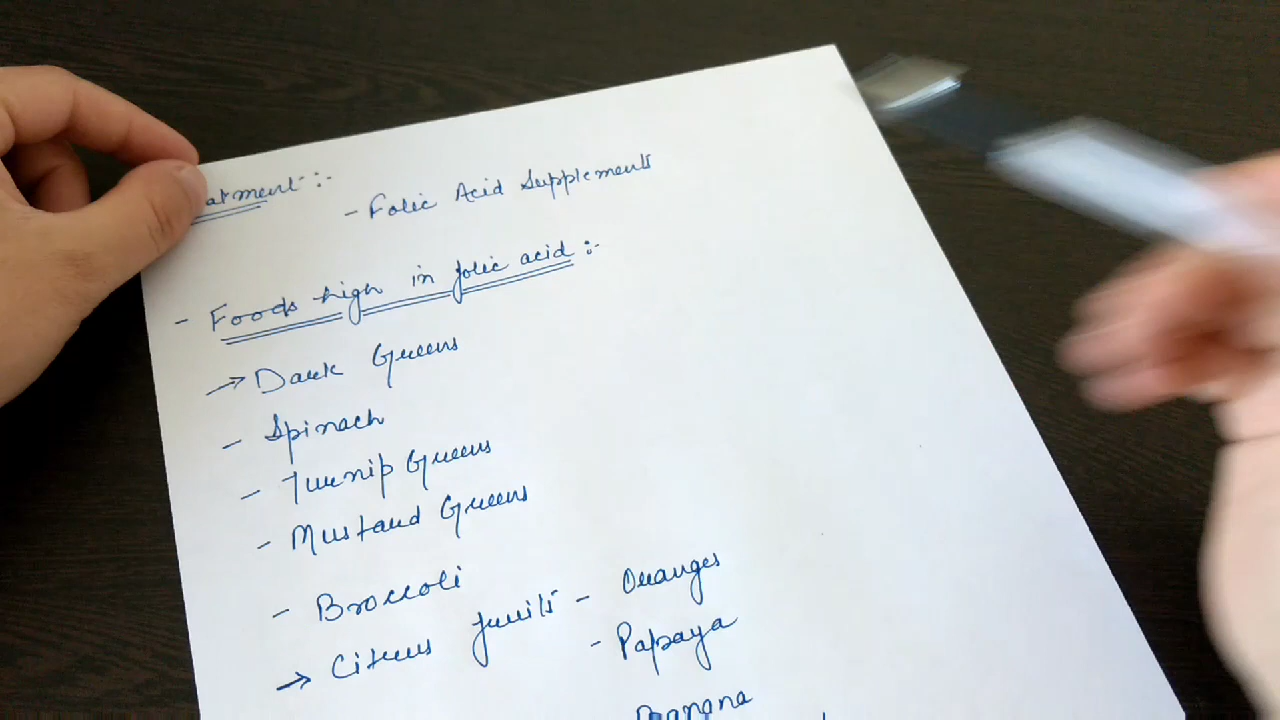 atment :-
- Folic Acid Supplements
- Foods high in folic acid :-
→ Dark Greens
- Spinach
- Turnip Greens
- Mustard Greens
- Broccoli
→ Citrus fruits - Oranges
- Papaya
Banana